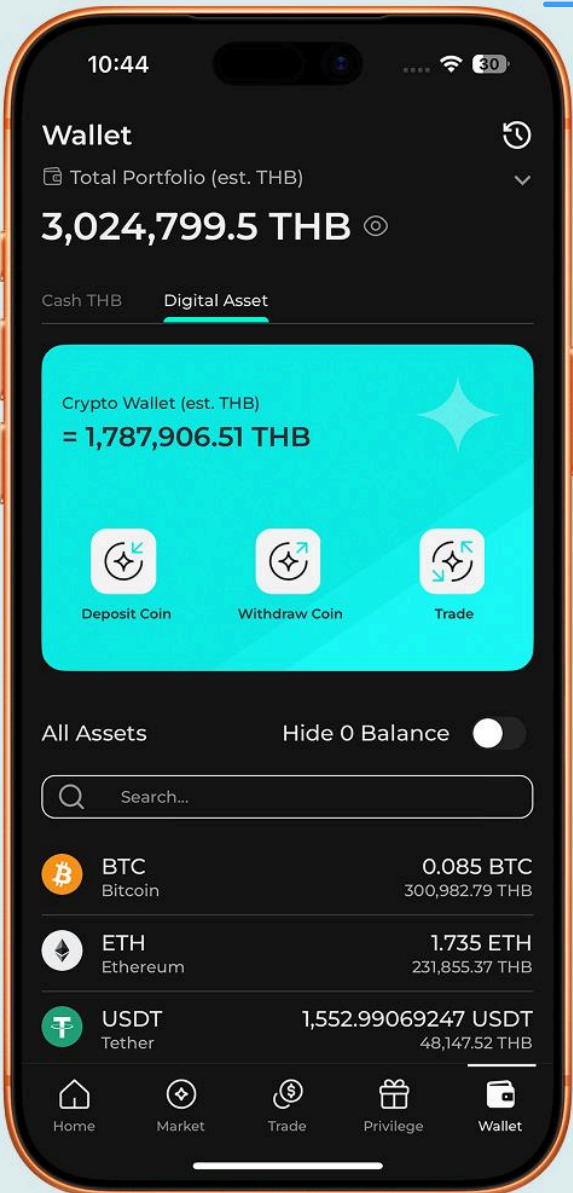 10:44
30
Wallet
Total Portfolio (est. THB)
3,024,799.5 THB
Cash THB
Digital Asset
Crypto Wallet (est. THB)
= 1,787,906.51 THB
Deposit Coin
Withdraw Coin
Trade
All Assets
Hide 0 Balance
Search...
BTC
0.085 BTC
Bitcoin
300,982.79 THB
ETH
1.735 ETH
Ethereum
231,855.37 THB
USDT
1,552.99069247 USDT
Tether
48,147.52 THB
Home
Market
Trade
Privilege
Wallet